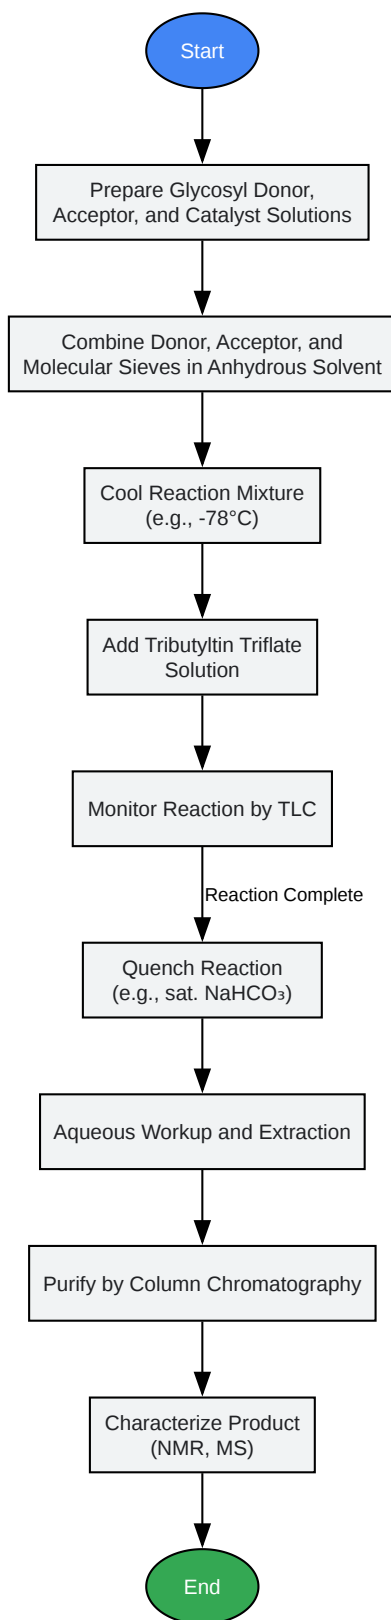 Start
Prepare Glycosyl Donor,
Acceptor, and Catalyst Solutions
Combine Donor, Acceptor, and
Molecular Sieves in Anhydrous Solvent
Cool Reaction Mixture
(e.g., -78°C)
Add Tributyltin Triflate
Solution
Monitor Reaction by TLC
Reaction Complete
Quench Reaction
(e.g., sat. NaHCO₃)
Aqueous Workup and Extraction
Purify by Column Chromatography
Characterize Product
(NMR, MS)
End